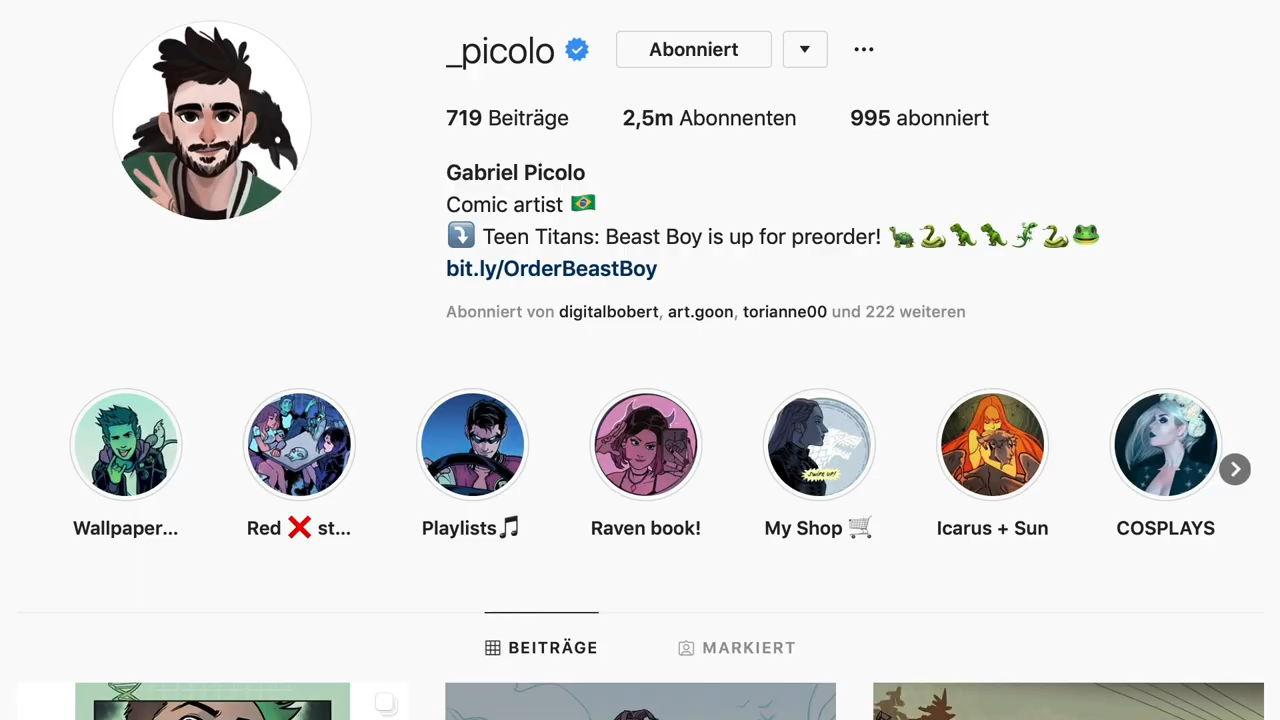 _picolo
Abonniert
719 Beiträge 2,5m Abonnenten 995 abonniert
Gabriel Picolo
Comic artist 🇧🇷
⤵️ Teen Titans: Beast Boy is up for preorder! 🦕🐍🦖🦖🦎🐍🐸
bit.ly/OrderBeastBoy
Abonniert von digitalbobert, art.goon, torianne00 und 222 weiteren
SWIPE UP!
Wallpaper... Red ❌ st... Playlists🎵 Raven book! My Shop 🛒 Icarus + Sun COSPLAYS
BEITRÄGE MARKIERT